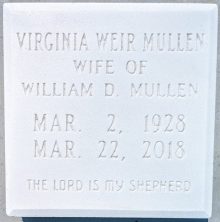 VIRGINIA WEIR MULLEN
WIFE OF
WILLIAM D. MULLEN
MAR. 2, 1928
MAR. 22, 2018
THE LORD IS MY SHEPHERD